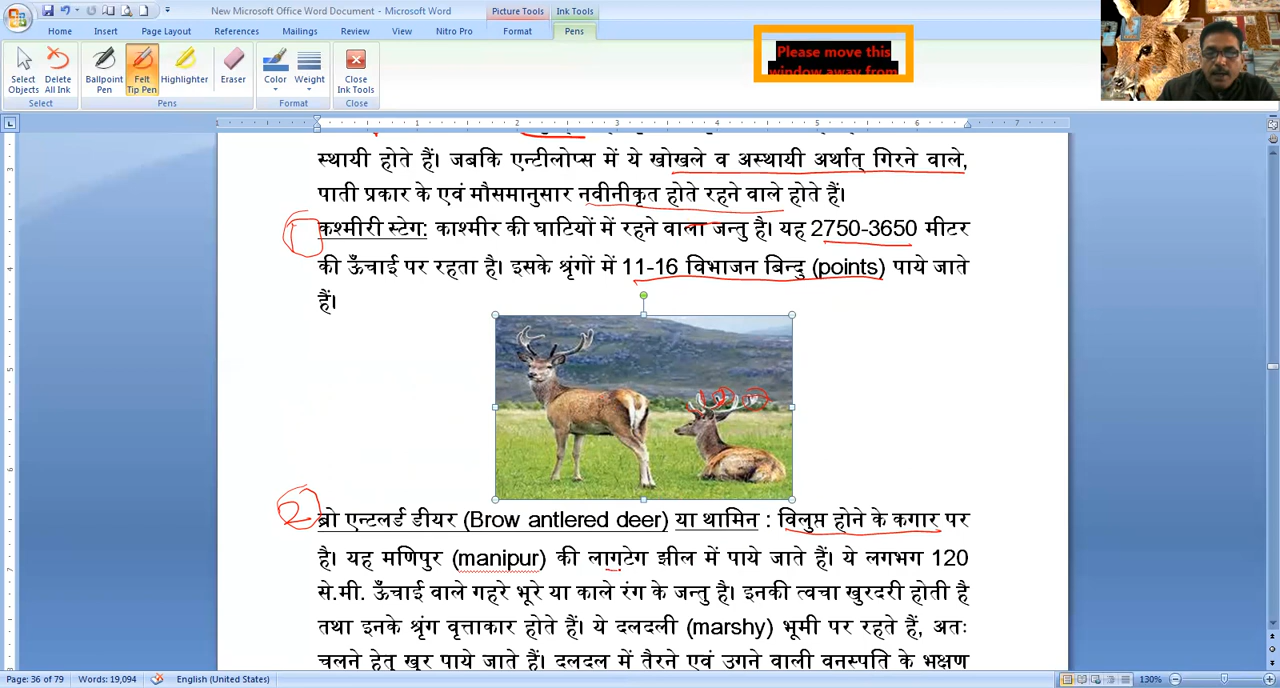 New Microsoft Office Word Document - Microsoft Word
Picture Tools
Ink Tools
Home Insert Page Layout References Mailings Review View Nitro Pro Format Pens
Select Objects
Delete All Ink
Ballpoint Pen
Felt Tip Pen
Highlighter
Eraser
Color
Weight
Close Ink Tools
Select Pens Format Close
Please move this
window away from
स्थायी होते हैं। जबकि एन्टीलोप्स में ये खोखले व अस्थायी अर्थात् गिरने वाले,
पाती प्रकार के एवं मौसमानुसार नवीनीकृत होते रहने वाले होते हैं।
कश्मीरी स्टेग: काश्मीर की घाटियों में रहने वाला जन्तु है। यह 2750-3650 मीटर
की ऊँचाई पर रहता है। इसके श्रृंगों में 11-16 विभाजन बिन्दु (points) पाये जाते
हैं।
2 ब्रो एन्टलर्ड डीयर (Brow antlered deer) या थामिन : विलुप्त होने के कगार पर
है। यह मणिपुर (manipur) की लागटेग झील में पाये जाते हैं। ये लगभग 120
से.मी. ऊँचाई वाले गहरे भूरे या काले रंग के जन्तु है। इनकी त्वचा खुरदरी होती है
तथा इनके श्रृंग वृत्ताकार होते हैं। ये दलदली (marshy) भूमी पर रहते हैं, अतः
चलने हेतु खुर पाये जाते हैं। दलदल में तैरने एवं उगने वाली वनस्पति के भक्षण
Page: 36 of 79 Words: 19,094 English (United States) 130%